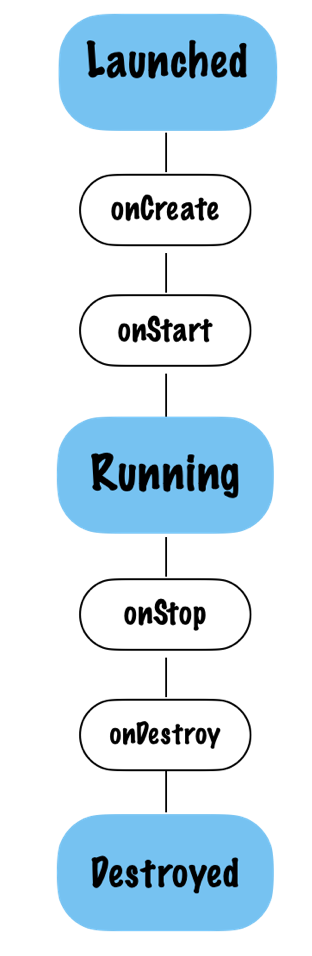 Launched
onCreate
onStart
Running
onStop
onDestroy
Destroyed